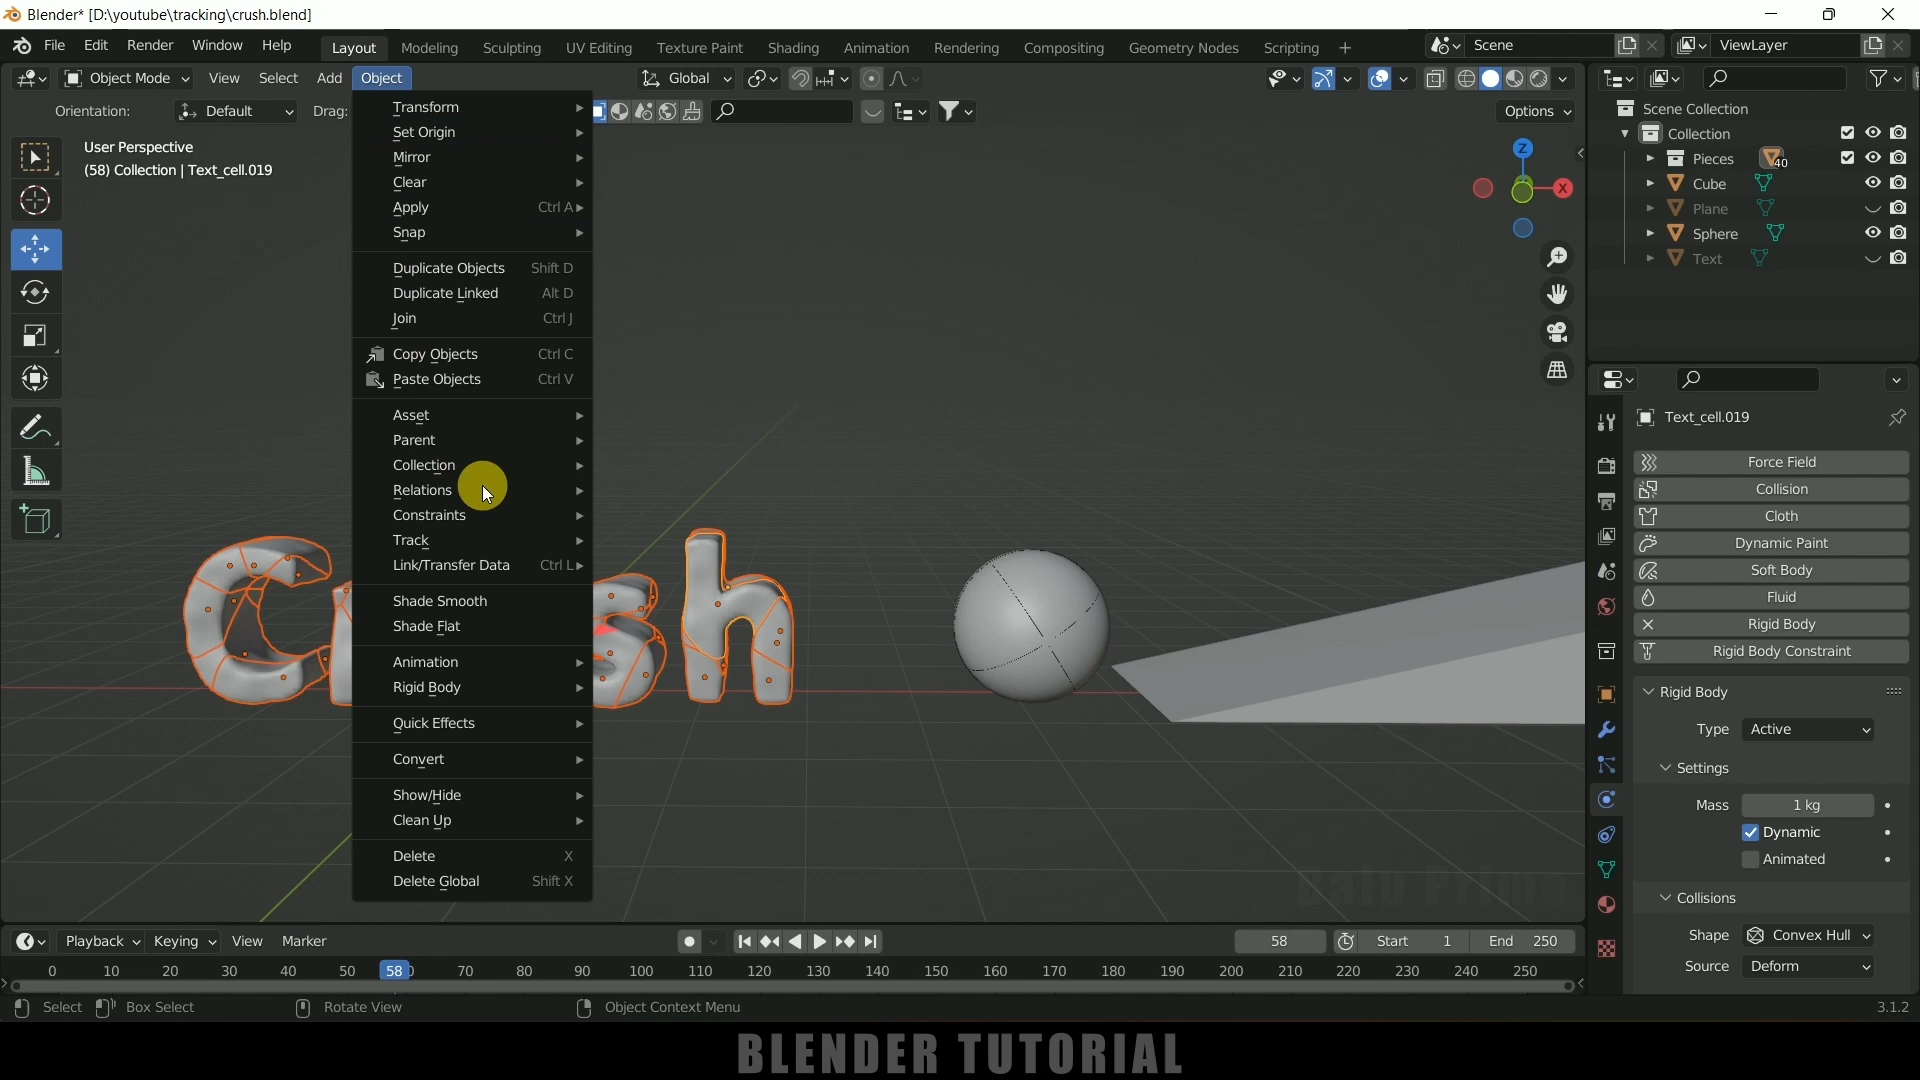 Blender* [D:\youtube\tracking\crush.blend]
File Edit Render Window Help Layout Modeling Sculpting UV Editing Texture Paint Shading Animation Rendering Compositing Geometry Nodes Scripting + Scene ViewLayer
Object Mode View Select Add Object Global
Orientation: Default Drag: Options
User Perspective
(58) Collection | Text_cell.019
Transform
Set Origin
Mirror
Clear
Apply Ctrl A
Snap
Duplicate Objects Shift D
Duplicate Linked Alt D
Join Ctrl J
Copy Objects Ctrl C
Paste Objects Ctrl V
Asset
Parent
Collection
Relations
Constraints
Track
Link/Transfer Data Ctrl L
Shade Smooth
Shade Flat
Animation
Rigid Body
Quick Effects
Convert
Show/Hide
Clean Up
Delete X
Delete Global Shift X
Z
X
Scene Collection
Collection
Pieces 40
Cube
Plane
Sphere
Text
Text_cell.019
Force Field
Collision
Cloth
Dynamic Paint
Soft Body
Fluid
Rigid Body
Rigid Body Constraint
Rigid Body
Type Active
Settings
Mass 1 kg
Dynamic
Animated
Collisions
Shape Convex Hull
Source Deform
Balu Prime
Playback Keying View Marker 58 Start 1 End 250
0 10 20 30 40 50 58 70 80 90 100 110 120 130 140 150 160 170 180 190 200 210 220 230 240 250
Select Box Select Rotate View Object Context Menu 3.1.2
BLENDER TUTORIAL